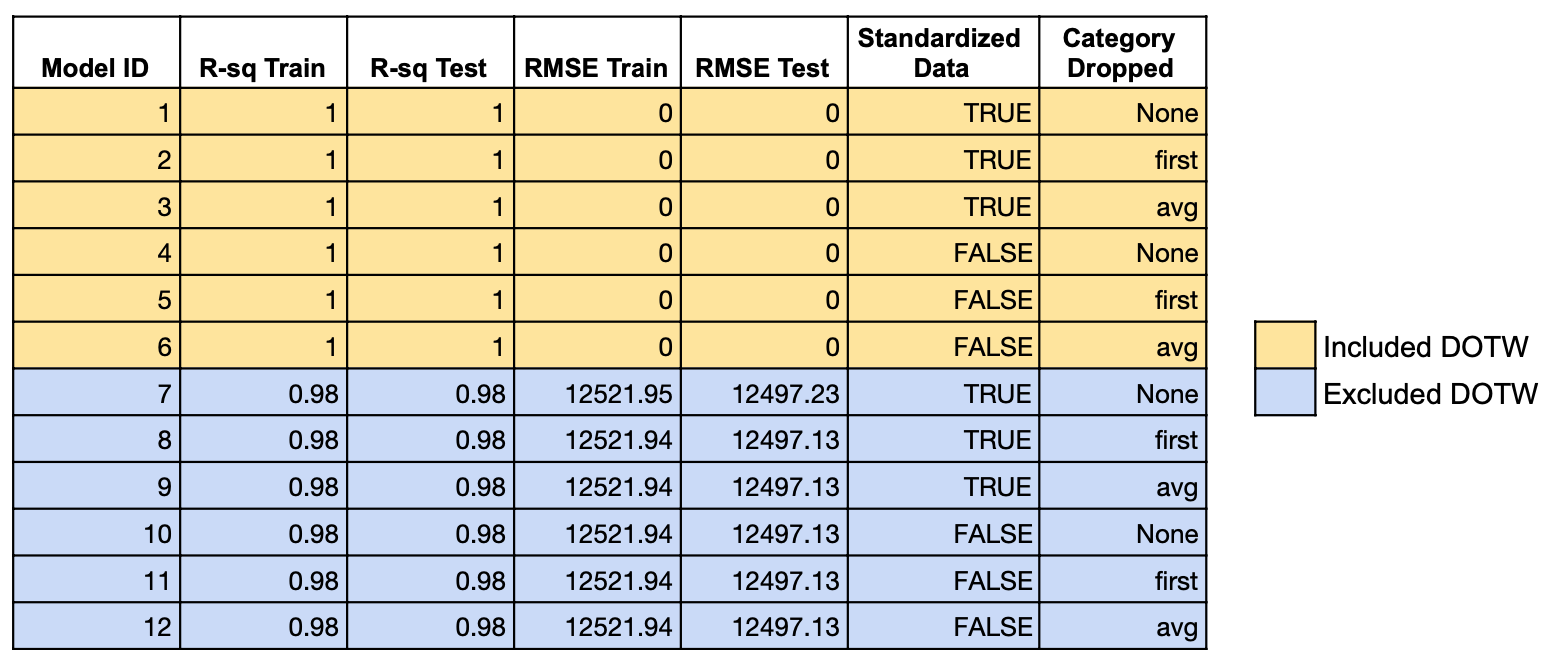 Model ID R-sq Train R-sq Test RMSE Train RMSE Test Standardized Data Category Dropped
1 1 1 0 0 TRUE None
2 1 1 0 0 TRUE first
3 1 1 0 0 TRUE avg
4 1 1 0 0 FALSE None
5 1 1 0 0 FALSE first
6 1 1 0 0 FALSE avg
7 0.98 0.98 12521.95 12497.23 TRUE None
8 0.98 0.98 12521.94 12497.13 TRUE first
9 0.98 0.98 12521.94 12497.13 TRUE avg
10 0.98 0.98 12521.94 12497.13 FALSE None
11 0.98 0.98 12521.94 12497.13 FALSE first
12 0.98 0.98 12521.94 12497.13 FALSE avg
Included DOTW
Excluded DOTW